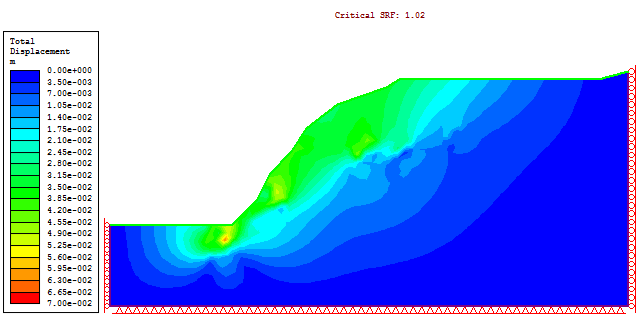 Critical SRF: 1.02
Total
Displacement
m
0.00e+000
3.50e-003
7.00e-003
1.05e-002
1.40e-002
1.75e-002
2.10e-002
2.45e-002
2.80e-002
3.15e-002
3.50e-002
3.85e-002
4.20e-002
4.55e-002
4.90e-002
5.25e-002
5.60e-002
5.95e-002
6.30e-002
6.65e-002
7.00e-002